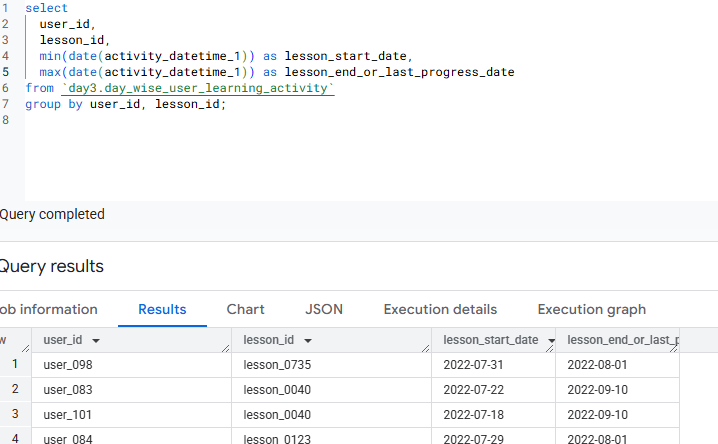 1 select
2 user_id,
3 lesson_id,
4 min(date(activity_datetime_1)) as lesson_start_date,
5 max(date(activity_datetime_1)) as lesson_end_or_last_progress_date
6 from `day3.day_wise_user_learning_activity`
7 group by user_id, lesson_id;
8
Query completed
Query results
ob information Results Chart JSON Execution details Execution graph
w user_id lesson_id lesson_start_date lesson_end_or_last_p
1 user_098 lesson_0735 2022-07-31 2022-08-01
2 user_083 lesson_0040 2022-07-22 2022-09-10
3 user_101 lesson_0040 2022-07-18 2022-09-10
4 user_084 lesson_0123 2022-07-29 2022-08-01